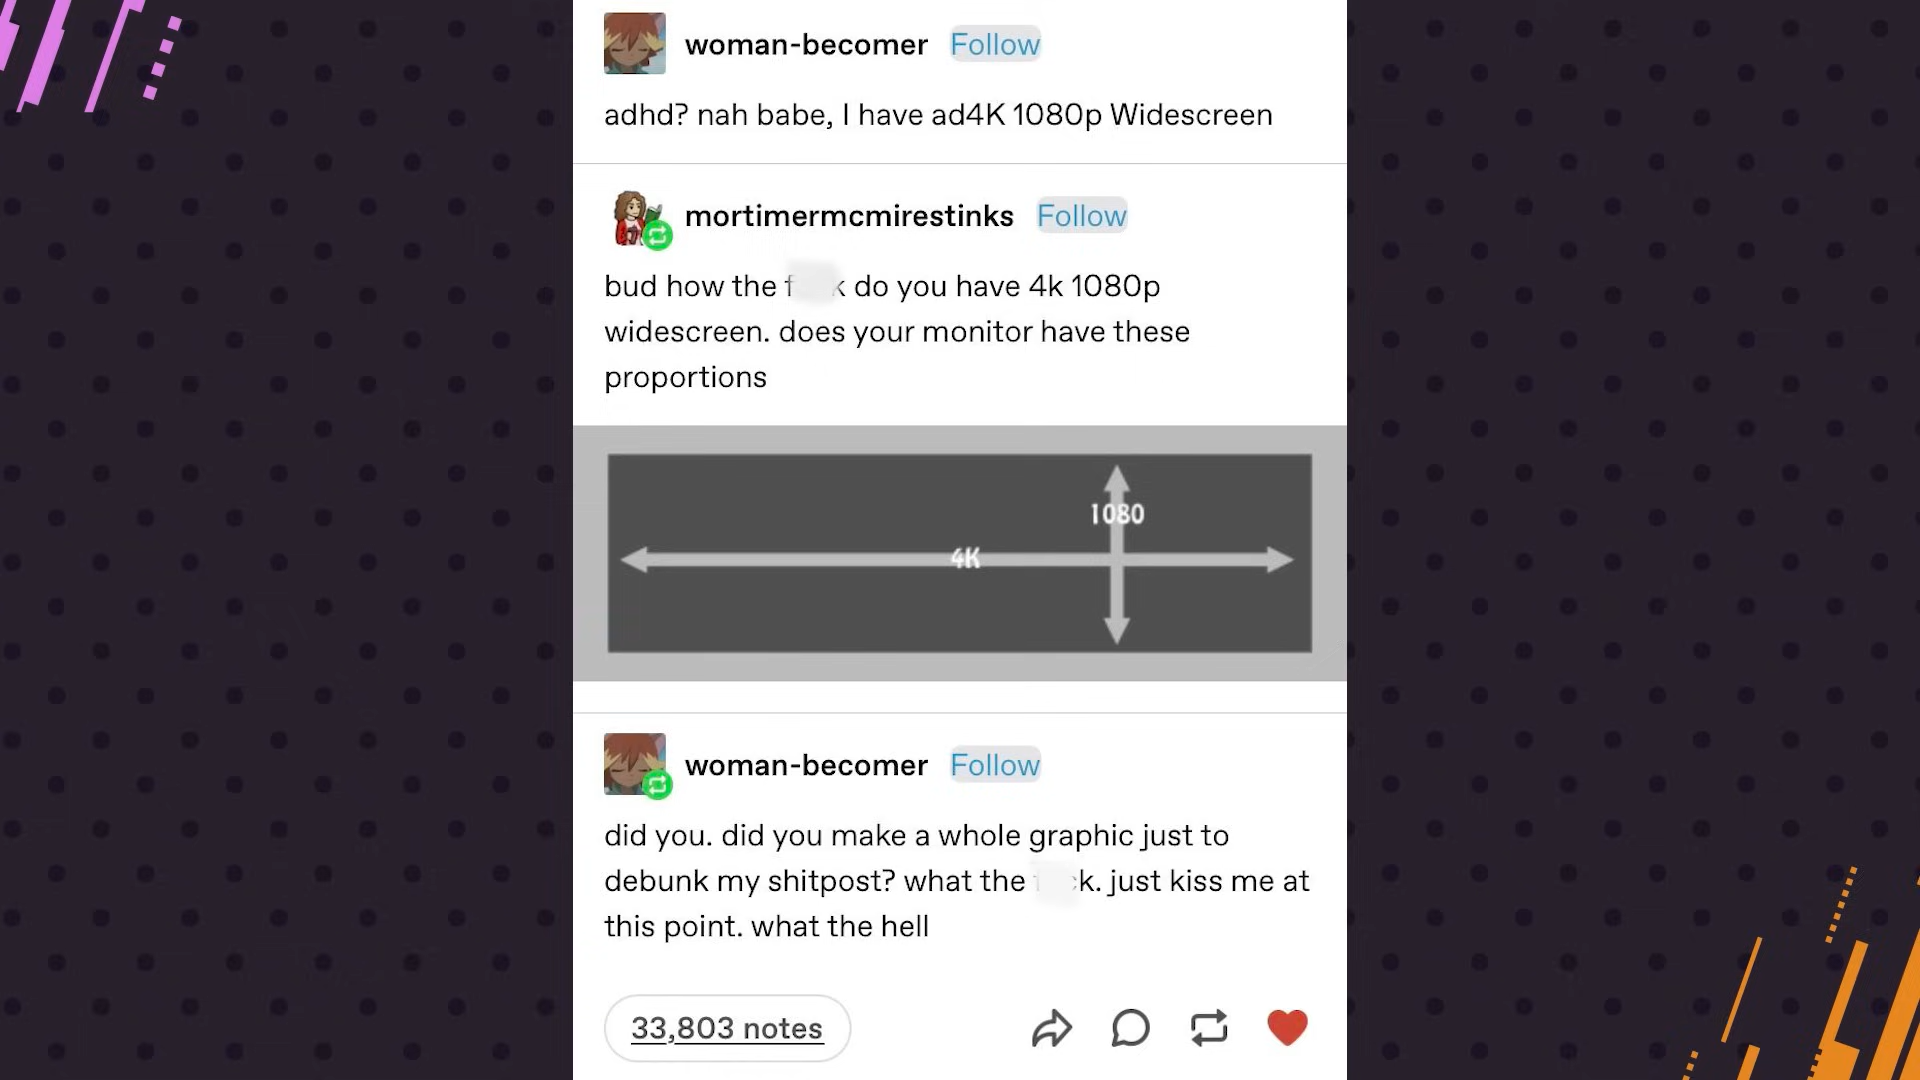 woman-becomer Follow
adhd? nah babe, I have ad4K 1080p Widescreen
mortimermcmirestinks Follow
bud how the f k do you have 4k 1080p
widescreen. does your monitor have these
proportions
1080
4K
woman-becomer Follow
did you. did you make a whole graphic just to
debunk my shitpost? what the f ck. just kiss me at
this point. what the hell
33,803 notes